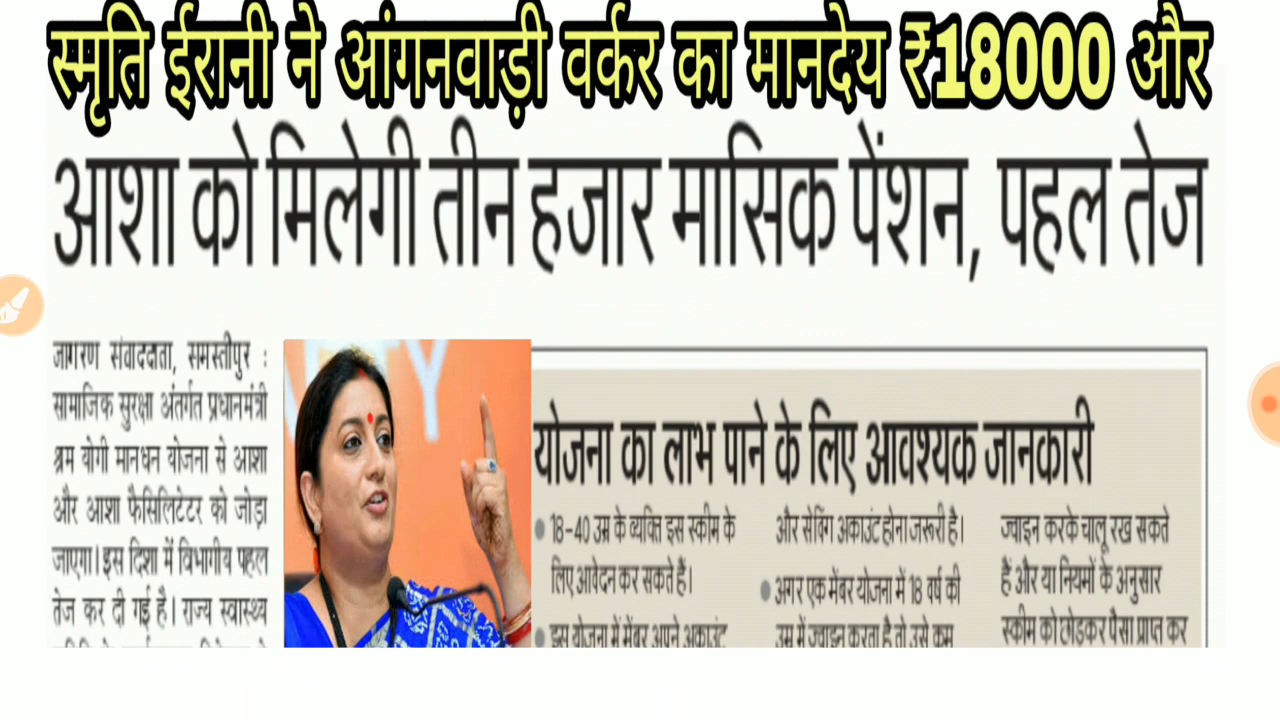 स्मृति ईरानी ने आंगनवाड़ी वर्कर का मानदेय ₹18000 और
आशा को मिलेगी तीन हजार मासिक पेंशन, पहल तेज
जागरण संवाददाता, समस्तीपुर :
सामाजिक सुरक्षा अंतर्गत प्रधानमंत्री
श्रम योगी मानधन योजना से आशा
और आशा फैसिलिटेटर को जोड़ा
जाएगा। इस दिशा में विभागीय पहल
तेज कर दी गई है। राज्य स्वास्थ्य
योजना का लाभ पाने के लिए आवश्यक जानकारी
18-40 उम्र के व्यक्ति इस स्कीम के
लिए आवेदन कर सकते हैं।
इस योजना में मेंबर अपने अकाउंट
और सेविंग अकाउंट होना जरूरी है।
अगर एक मेंबर योजना में 18 वर्ष की
उम्र में ज्वाइन करता है तो उसे कम
ज्वाइन करके चालू रख सकते
हैं और या नियमों के अनुसार
स्कीम को छोड़कर पैसा प्राप्त कर